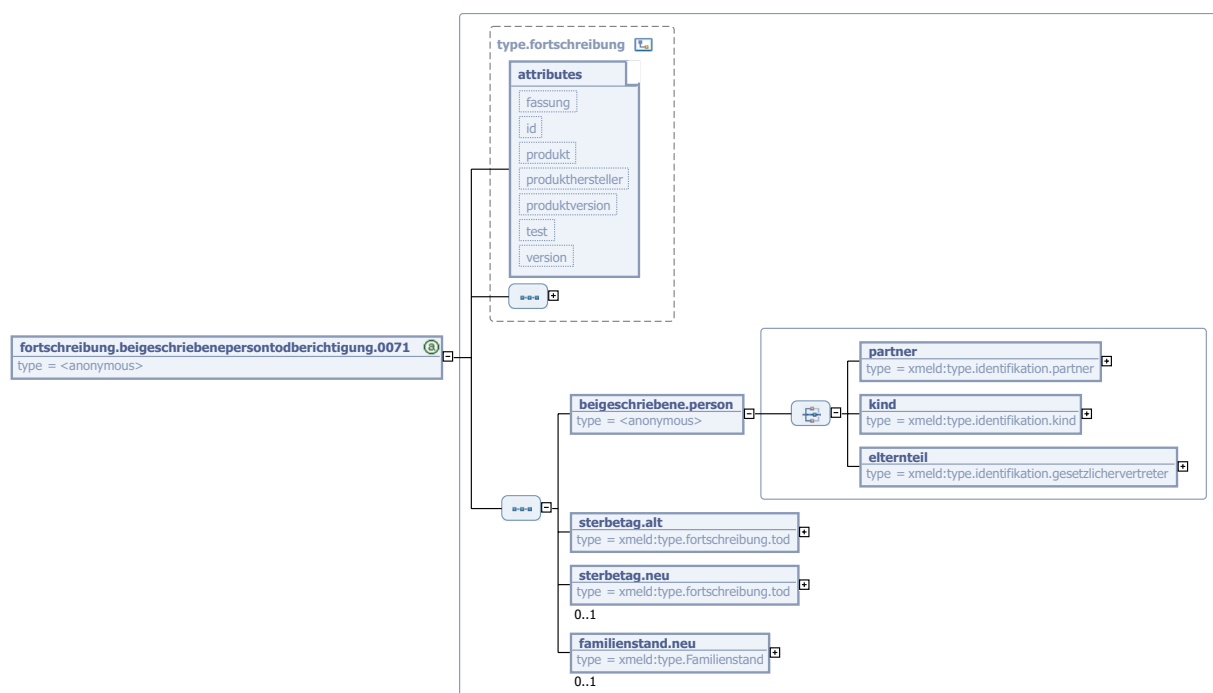 type.fortschreibung
attributes
fassung
id
produkt
produkthersteller
produktversion
test
version
fortschreibung.beigeschriebenepersontodberichtigung.0071 a
type = <anonymous>
beigeschriebene.person
type = <anonymous>
partner
type = xmeld:type.identifikation.partner
kind
type = xmeld:type.identifikation.kind
elternteil
type = xmeld:type.identifikation.gesetzlichervertreter
sterbetag.alt
type = xmeld:type.fortschreibung.tod
sterbetag.neu
type = xmeld:type.fortschreibung.tod
0..1
familienstand.neu
type = xmeld:type.Familienstand
0..1